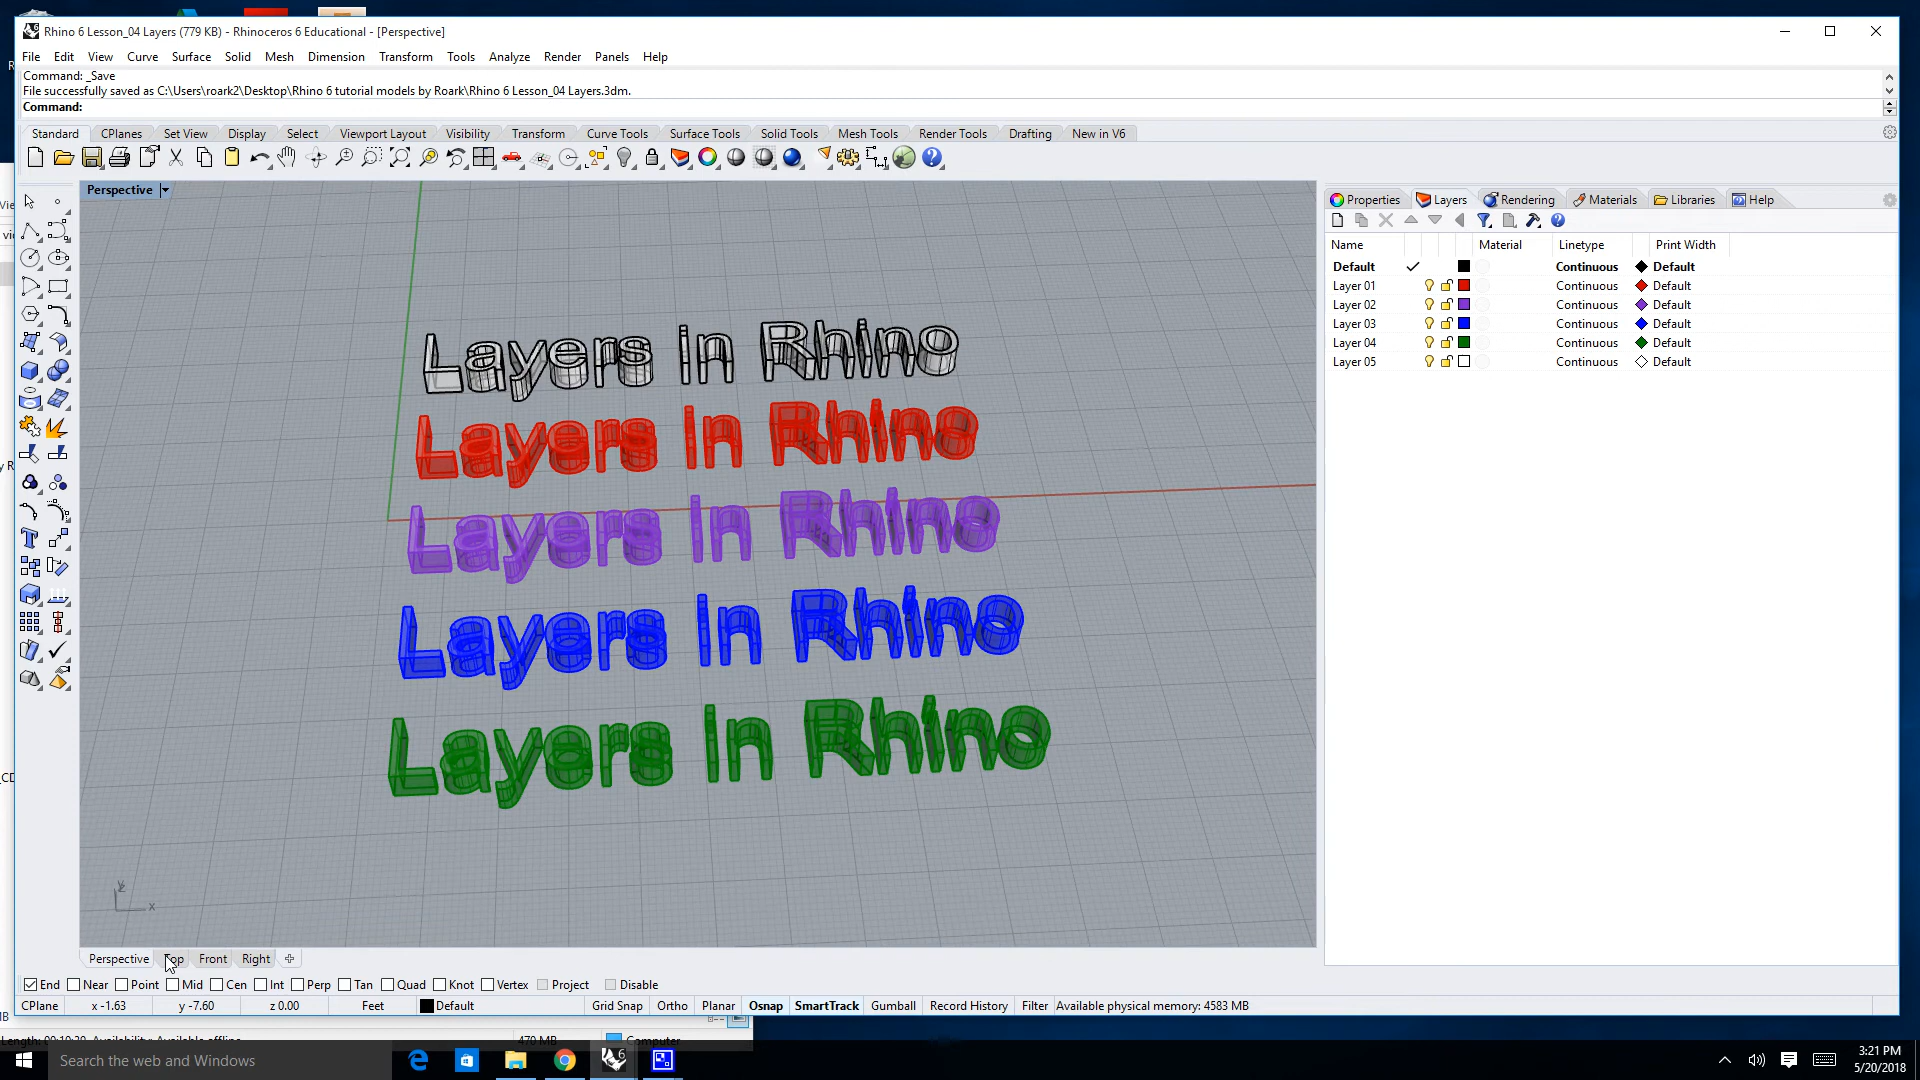 Rhino 6 Lesson_04 Layers (779 KB) - Rhinoceros 6 Educational - [Perspective]
File Edit View Curve Surface Solid Mesh Dimension Transform Tools Analyze Render Panels Help
Command: _Save
File successfully saved as C:\Users\roark2\Desktop\Rhino 6 tutorial models by Roark\Rhino 6 Lesson_04 Layers.3dm.
Command:
Standard CPlanes Set View Display Select Viewport Layout Visibility Transform Curve Tools Surface Tools Solid Tools Mesh Tools Render Tools Drafting New in V6
Perspective
Properties Layers Rendering Materials Libraries Help
Name Material Linetype Print Width
Default Continuous Default
Layer 01 Continuous Default
Layer 02 Continuous Default
Layer 03 Continuous Default
Layer 04 Continuous Default
Layer 05 Continuous Default
Layers In Rhino
Layers In Rhino
Layers In Rhino
Layers In Rhino
Layers In Rhino
x
Perspective Top Front Right
End Near Point Mid Cen Int Perp Tan Quad Knot Vertex Project Disable
CPlane x -1.63 y -7.60 z 0.00 Feet Default Grid Snap Ortho Planar Osnap SmartTrack Gumball Record History Filter Available physical memory: 4583 MB
Search the web and Windows
3:21 PM
5/20/2018